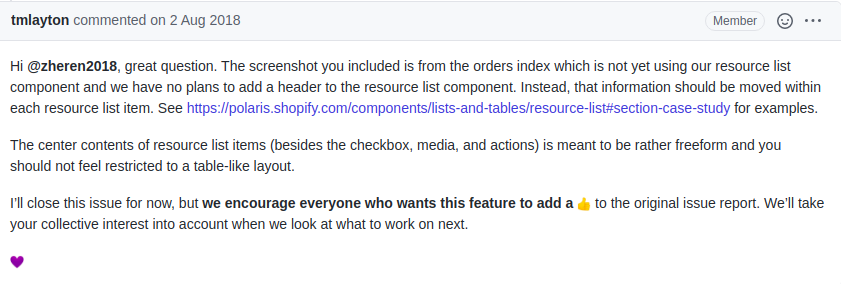 tmlayton commented on 2 Aug 2018 Member
Hi @zheren2018, great question. The screenshot you included is from the orders index which is not yet using our resource list
component and we have no plans to add a header to the resource list component. Instead, that information should be moved within
each resource list item. See https://polaris.shopify.com/components/lists-and-tables/resource-list#section-case-study for examples.
The center contents of resource list items (besides the checkbox, media, and actions) is meant to be rather freeform and you
should not feel restricted to a table-like layout.
I’ll close this issue for now, but we encourage everyone who wants this feature to add a 👍 to the original issue report. We’ll take
your collective interest into account when we look at what to work on next.
💜